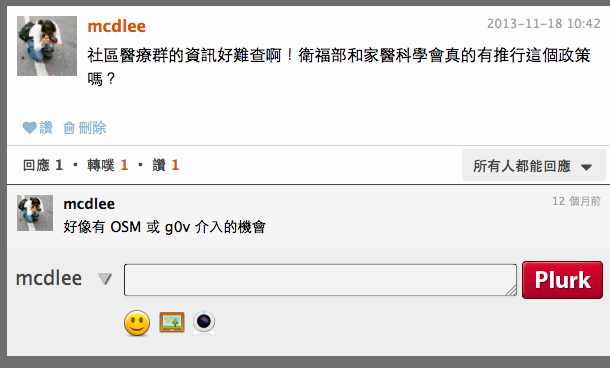 mcdlee
2013-11-18 10:42
社區醫療群的資訊好難查啊！衛福部和家醫科學會真的有推行這個政策
嗎？
讚 刪除
回應 1 • 轉噗 1 • 讚 1
所有人都能回應
mcdlee
12 個月前
好像有 OSM 或 g0v 介入的機會
mcdlee
Plurk